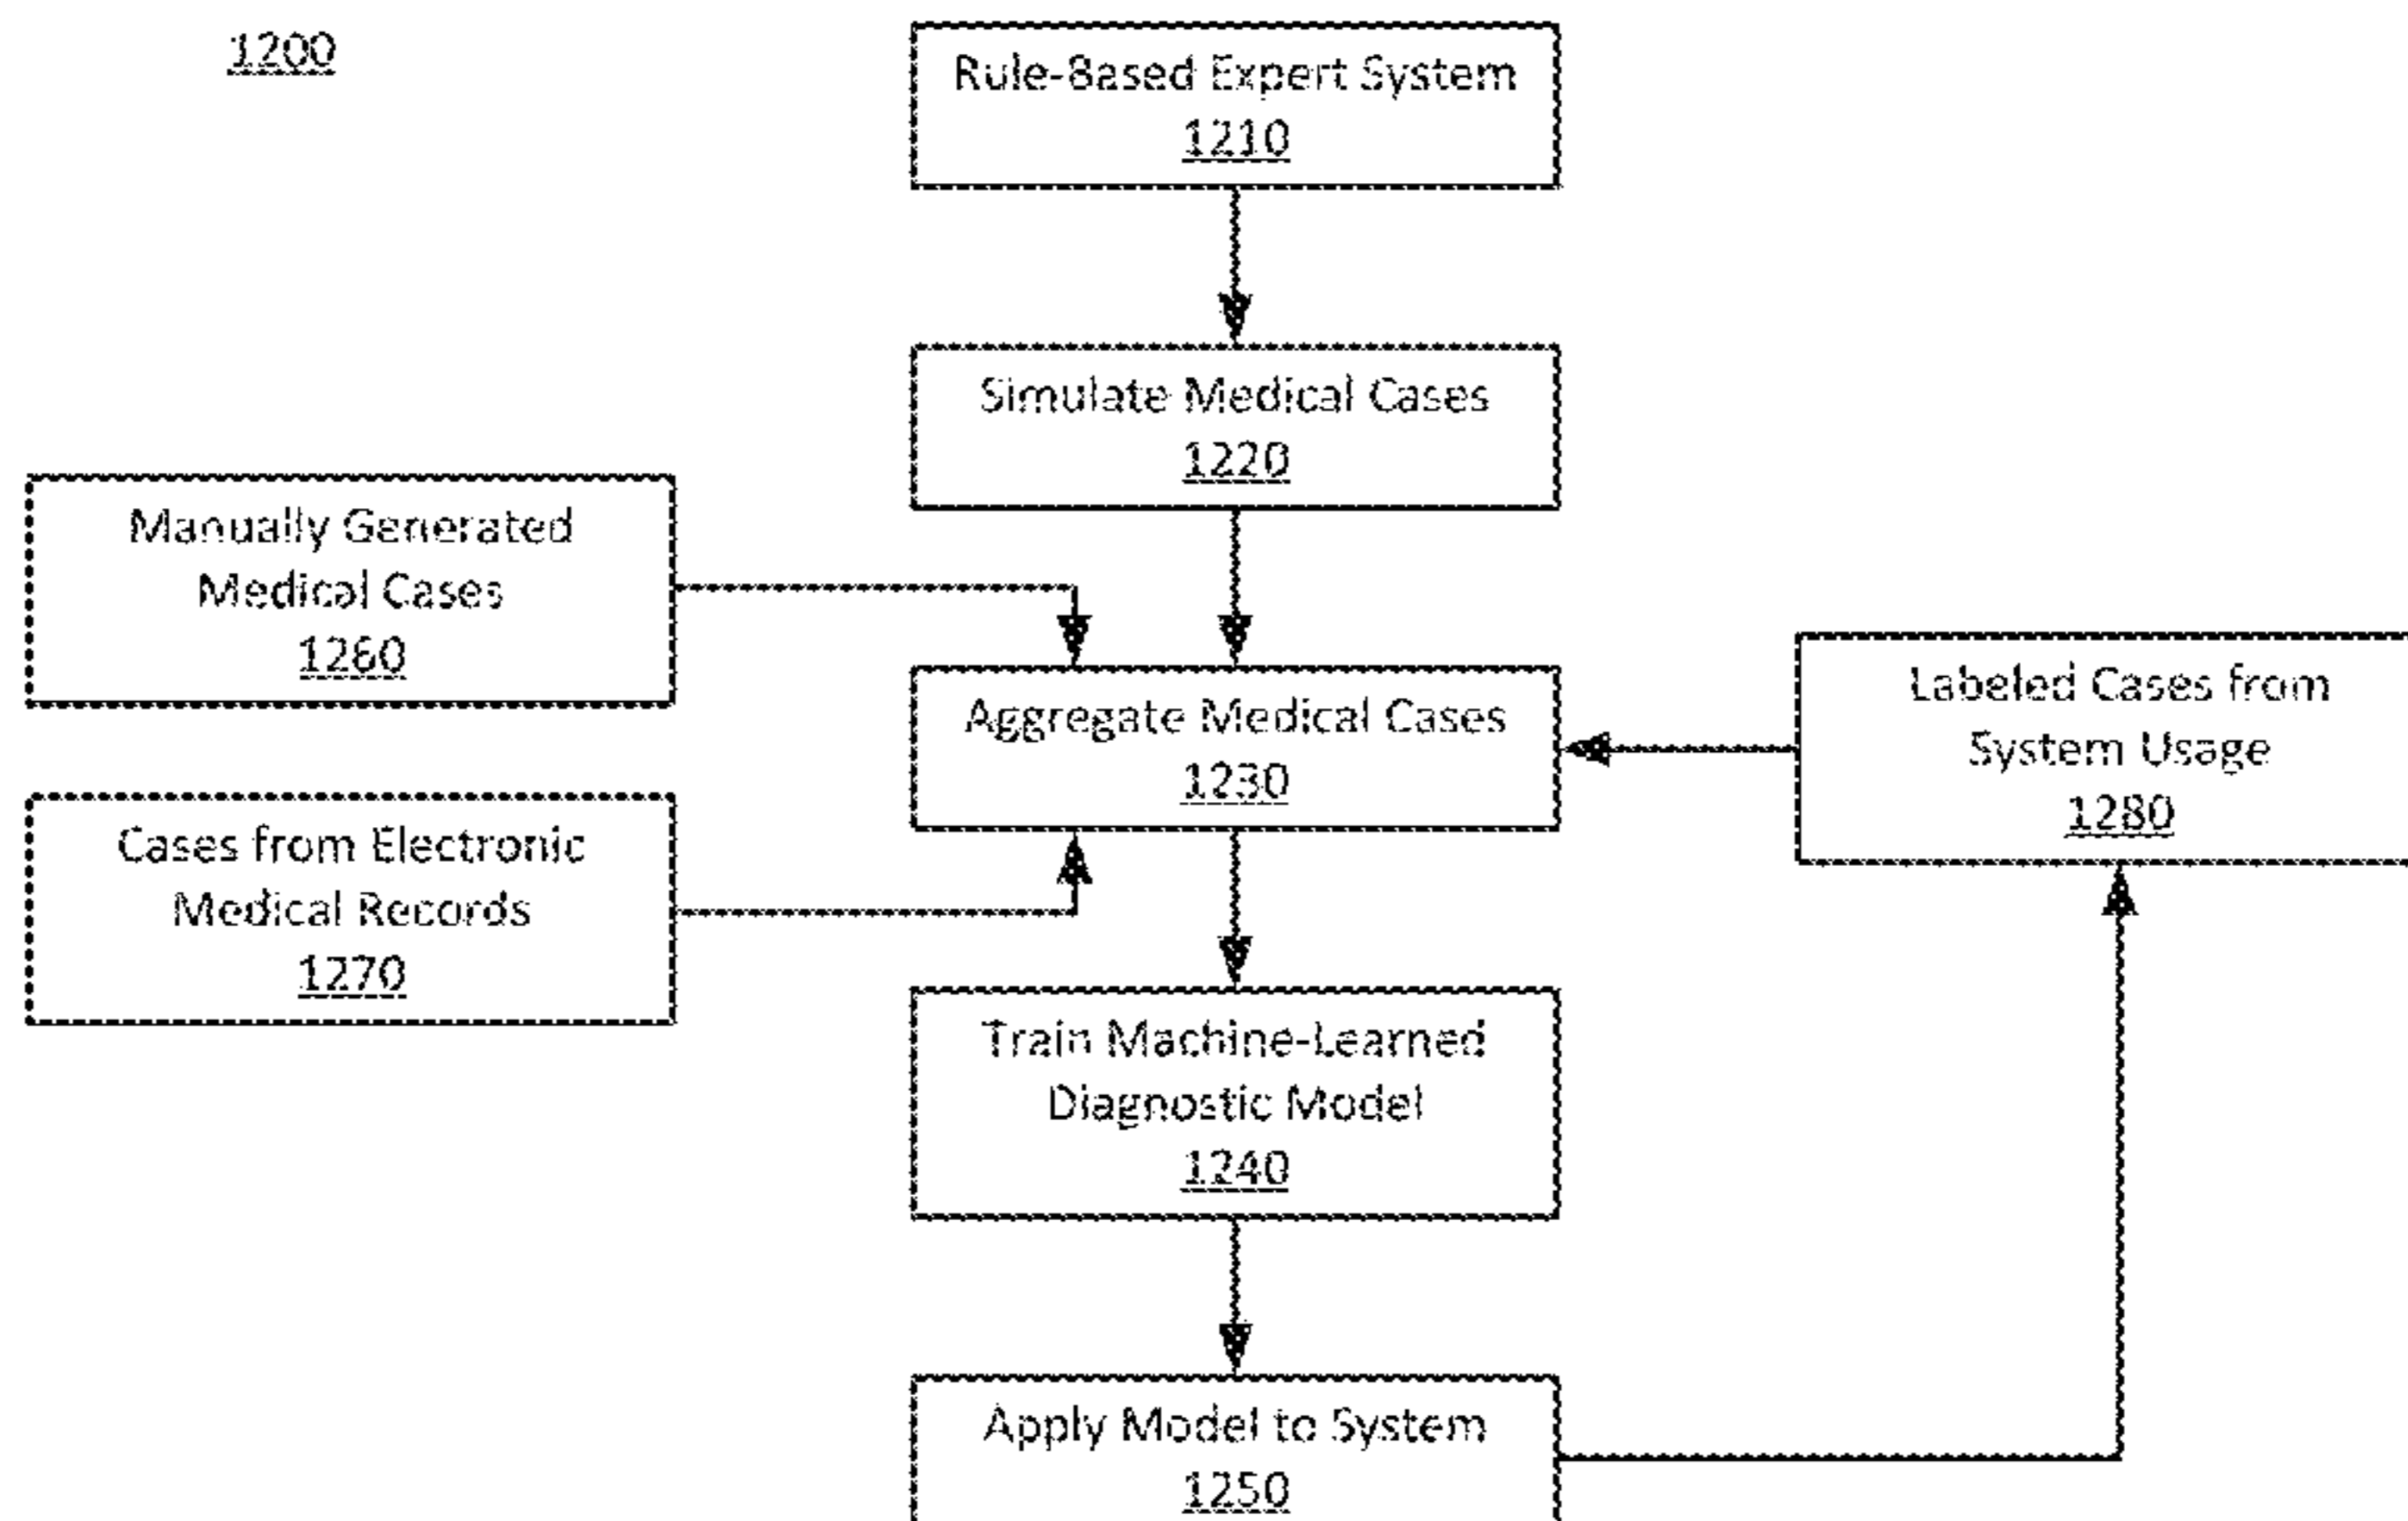 1200
Rule-Based Expert System
1210
Simulate Medical Cases
1220
Manually Generated
Medical Cases
1260
Aggregate Medical Cases
1230
Labeled Cases from
System Usage
1280
Cases from Electronic
Medical Records
1270
Train Machine-Learned
Diagnostic Model
1240
Apply Model to System
1250